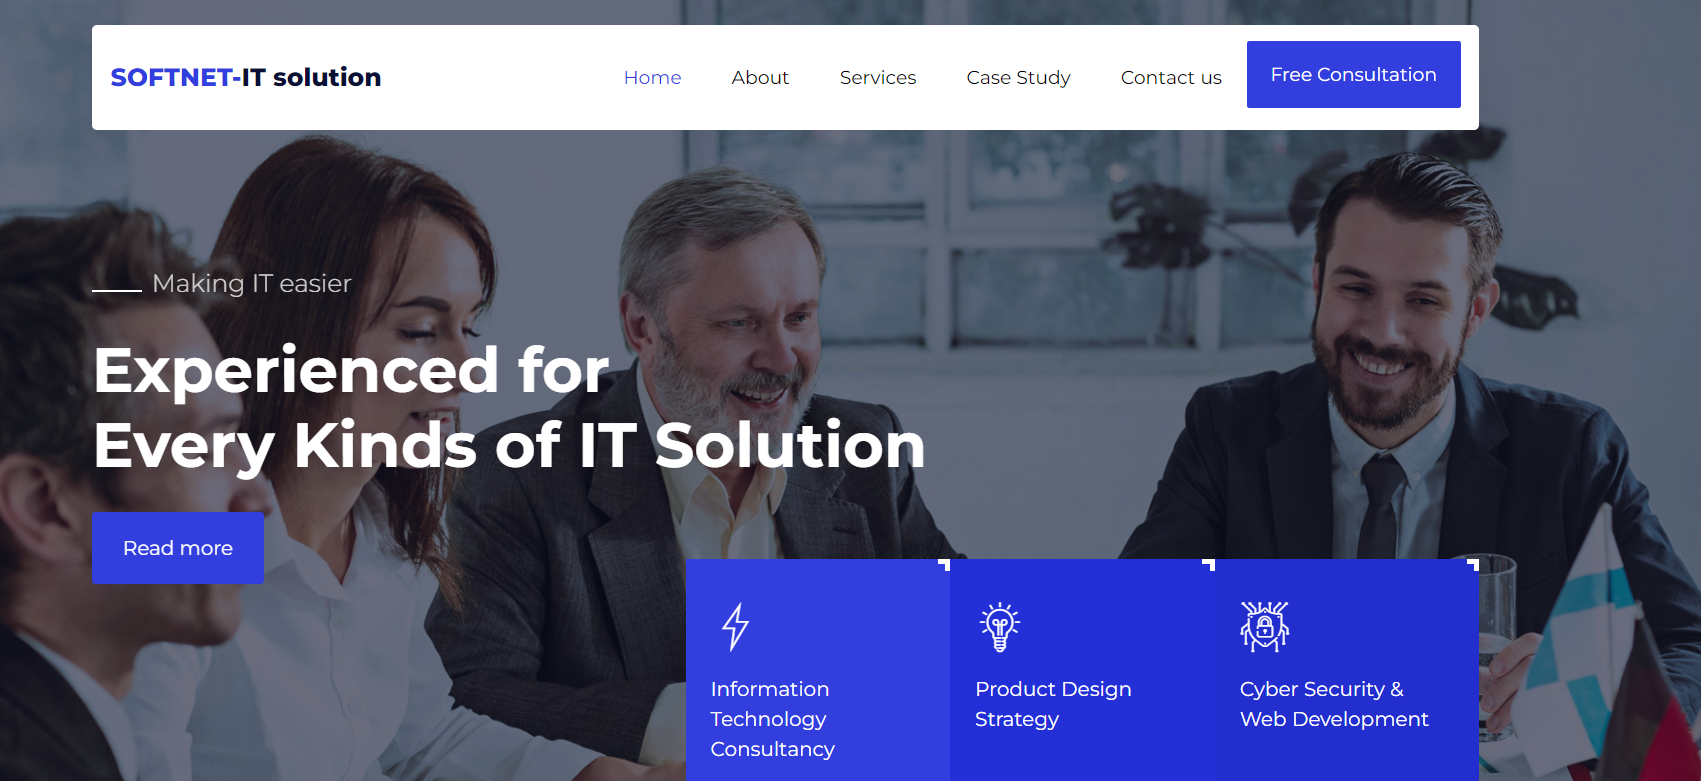 SOFTNET-IT solution
Home About Services Case Study Contact us Free Consultation
Making IT easier
Experienced for
Every Kinds of IT Solution
Read more
Information
Technology
Consultancy
Product Design
Strategy
Cyber Security &
Web Development